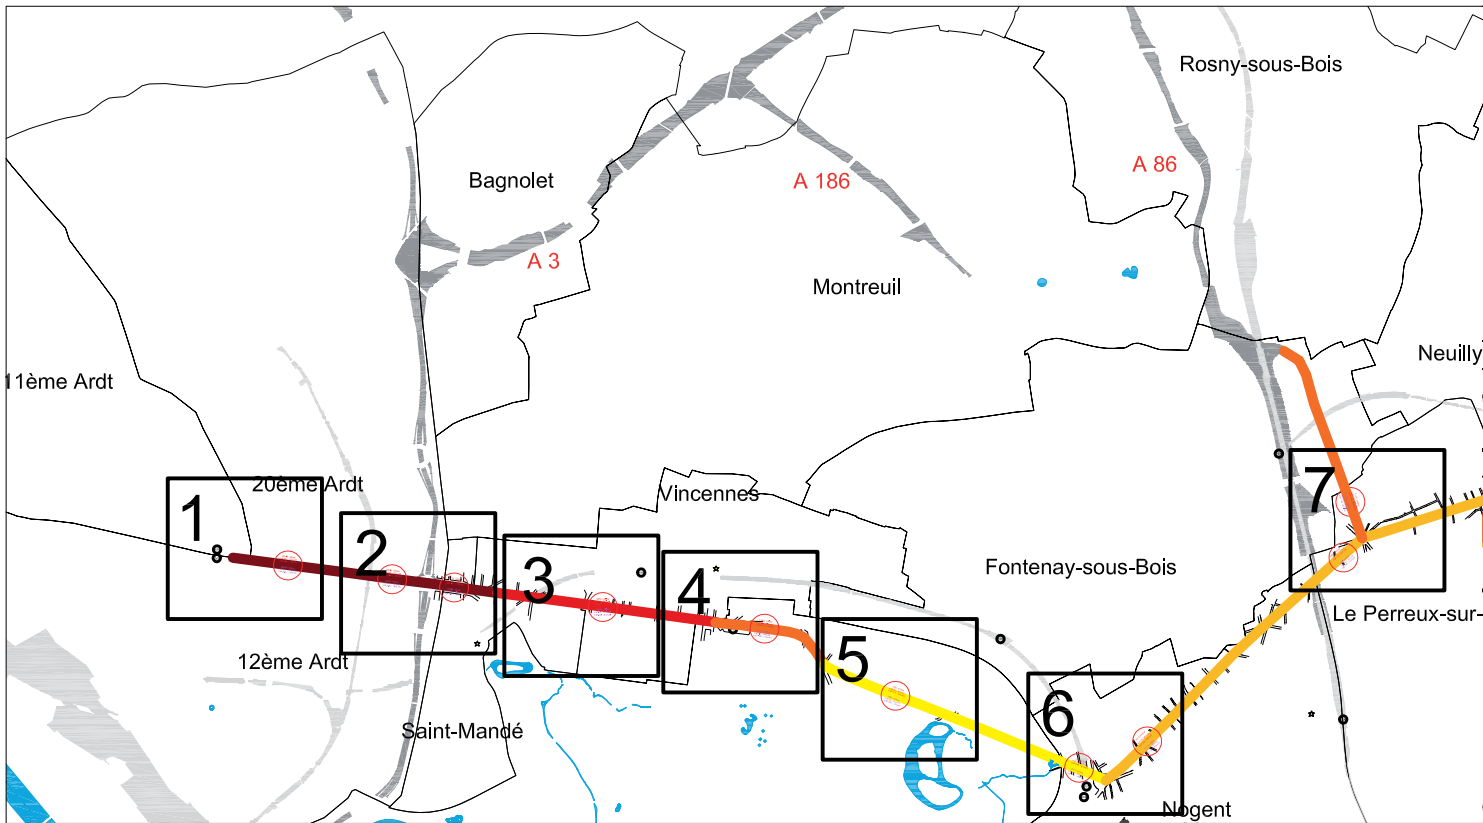 Rosny-sous-Bois
A 86
Bagnolet
A 186
A 3
Montreuil
Neuilly
11ème Ardt
20ème Ardt
Vincennes
1
2
3
4
5
6
7
Fontenay-sous-Bois
Le Perreux-sur-
12ème Ardt
Saint-Mandé
Nogent